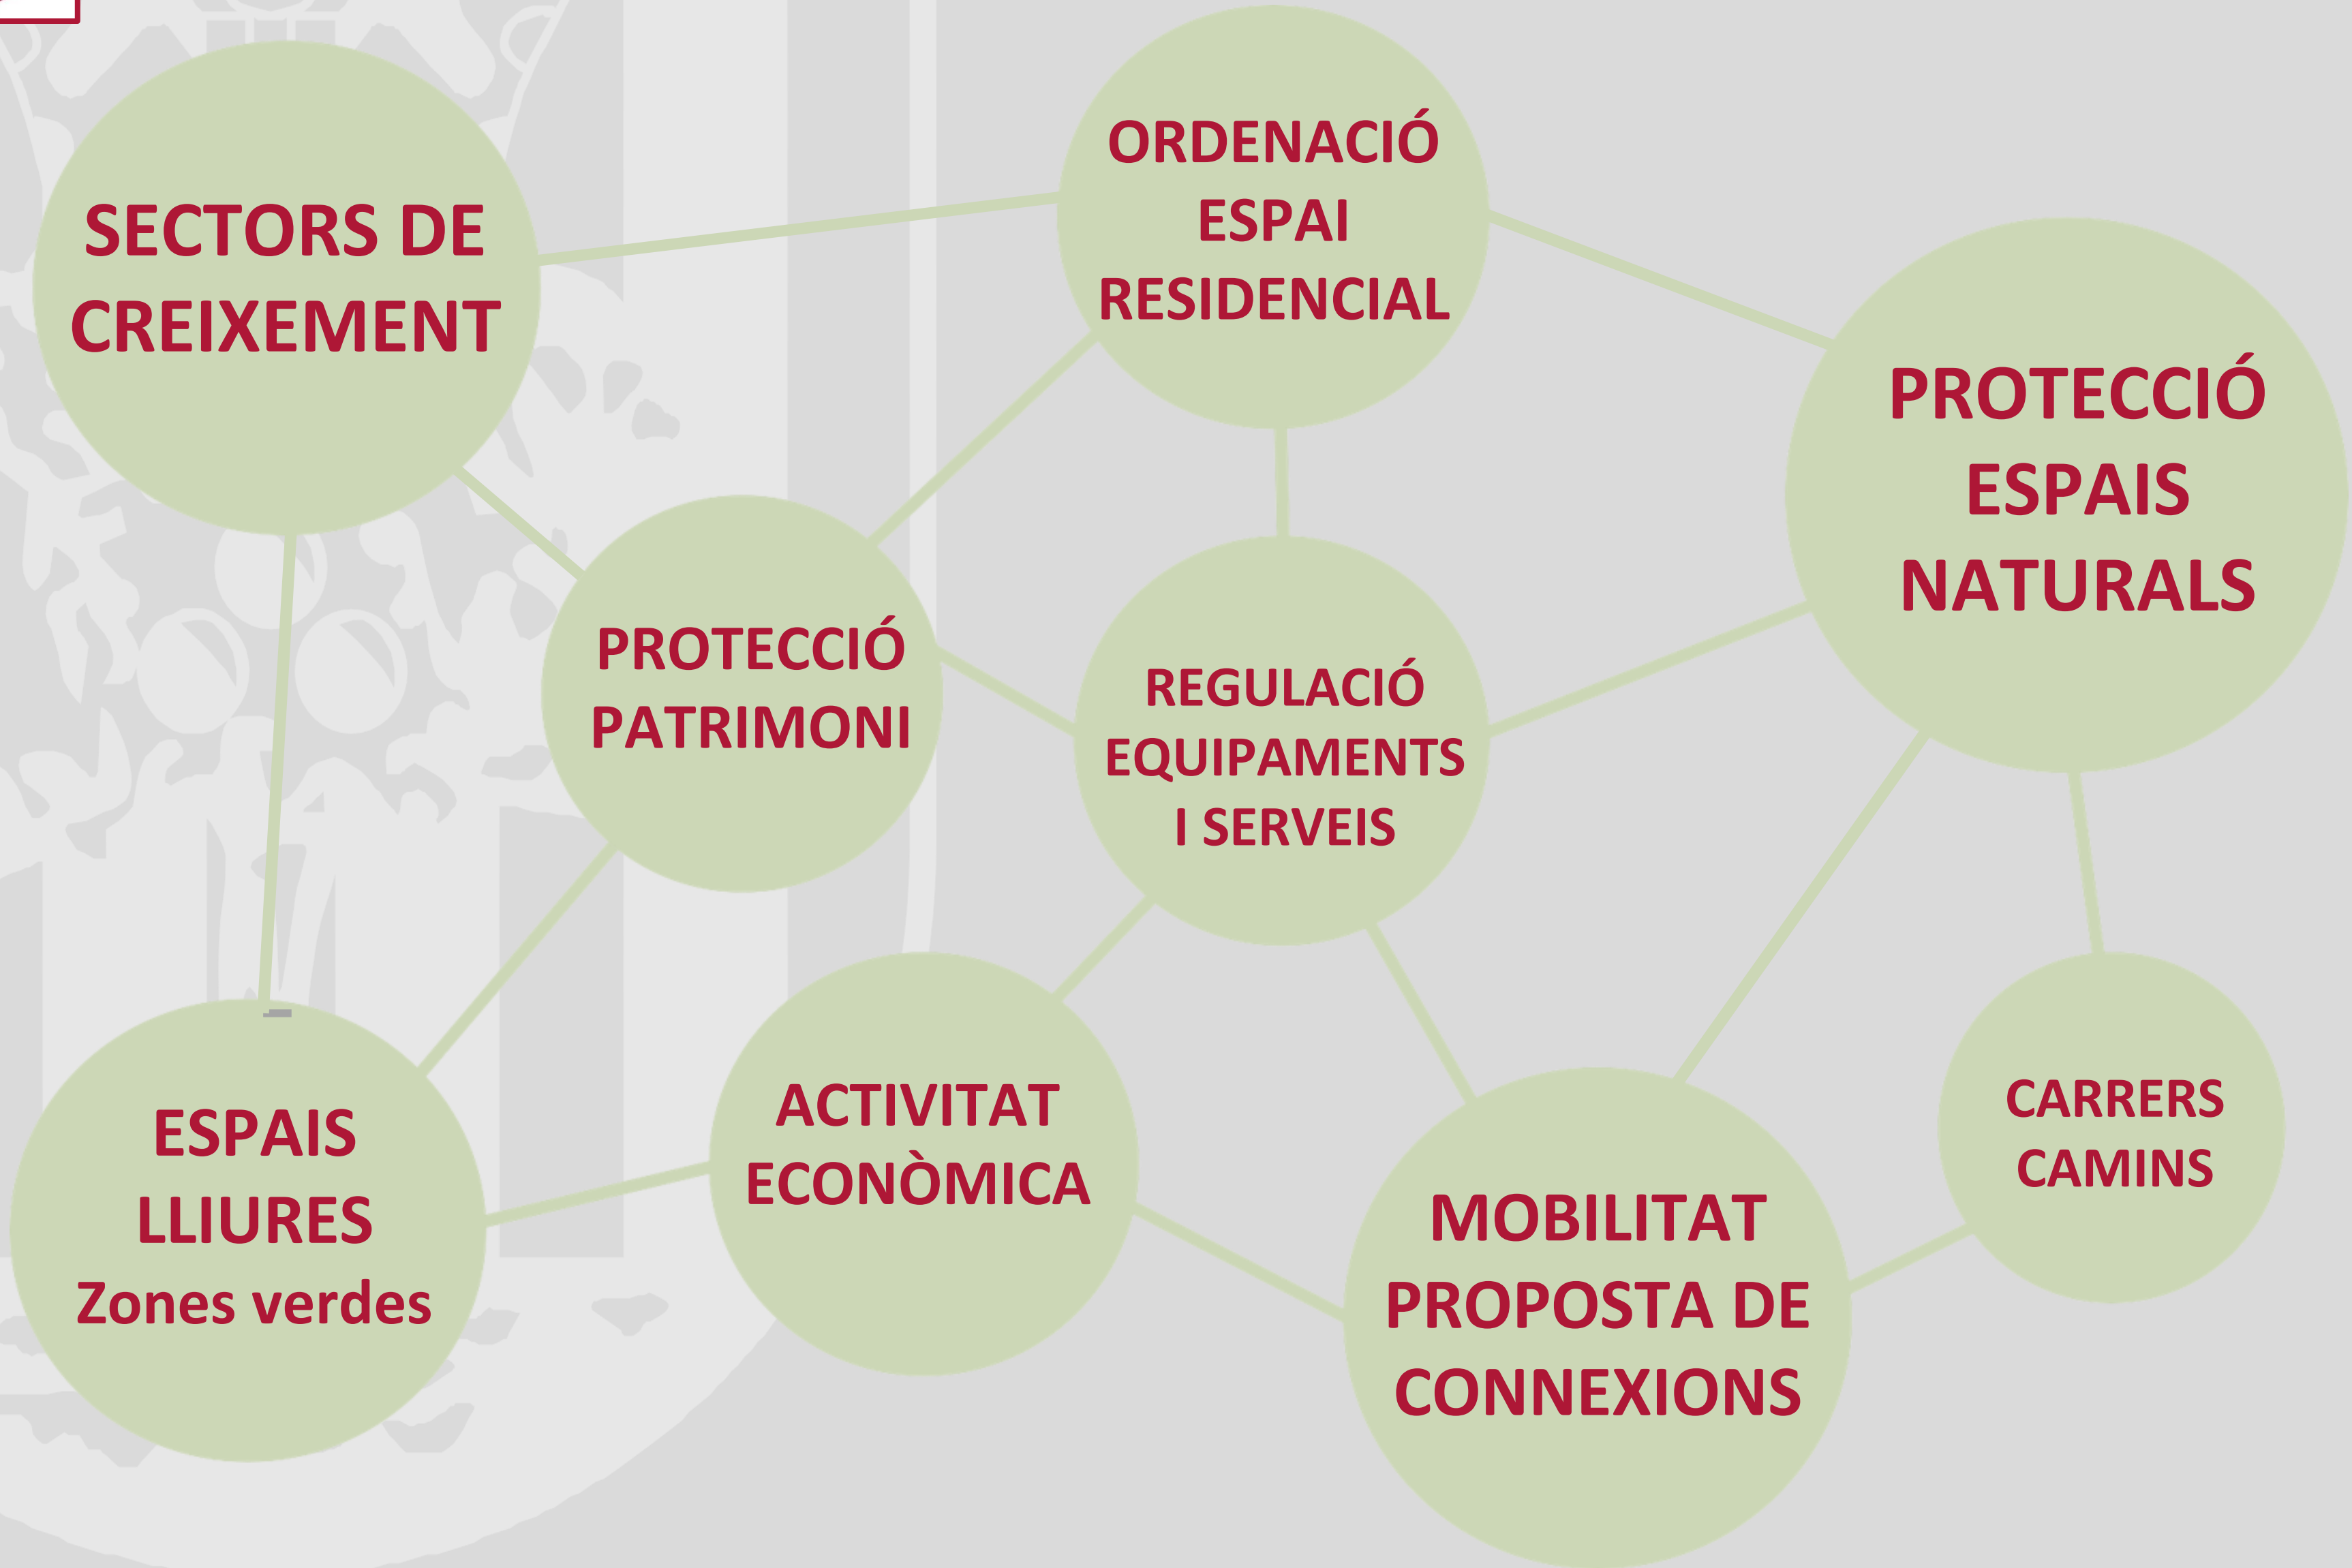 SECTORS DE
CREIXEMENT
ORDENACIÓ
ESPAI
RESIDENCIAL
PROTECCIÓ
ESPAIS
NATURALS
PROTECCIÓ
PATRIMONI
REGULACIÓ
EQUIPAMENTS
I SERVEIS
ESPAIS
LLIURES
Zones verdes
ACTIVITAT
ECONÒMICA
MOBILITAT
PROPOSTA DE
CONNEXIONS
CARRERS
CAMINS